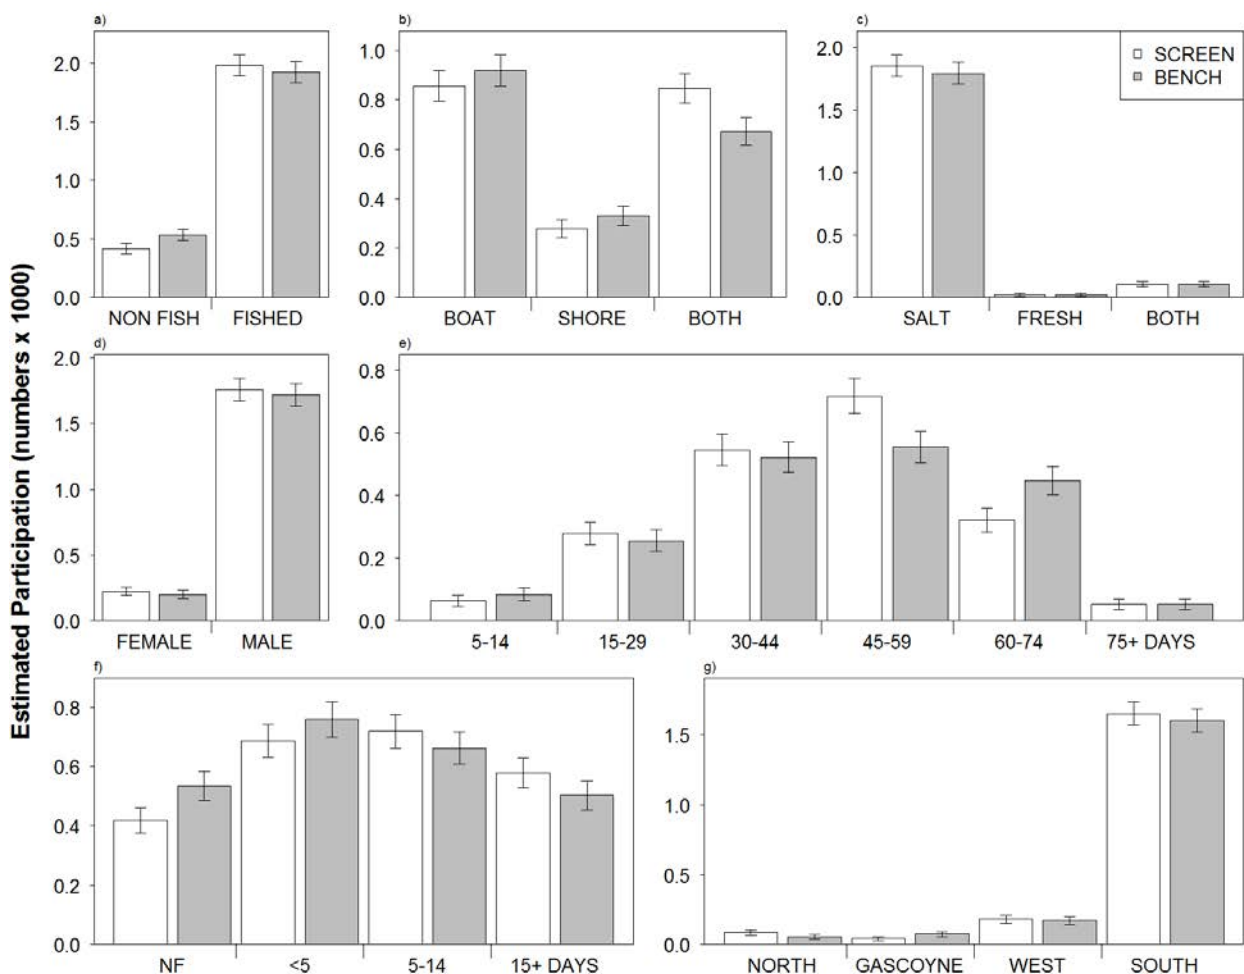 a)
2.0
1.5
1.0
0.5
0.0
NON FISH FISHED
b)
1.0
0.8
0.6
0.4
0.2
0.0
BOAT SHORE BOTH
c)
2.0
1.5
1.0
0.5
0.0
SALT FRESH BOTH
SCREEN
BENCH
Estimated Participation (numbers x 1000)
d)
2.0
1.5
1.0
0.5
0.0
FEMALE MALE
e)
0.8
0.6
0.4
0.2
0.0
5-14 15-29 30-44 45-59 60-74 75+ DAYS
f)
0.8
0.6
0.4
0.2
0.0
NF <5 5-14 15+ DAYS
g)
1.5
1.0
0.5
0.0
NORTH GASCOYNE WEST SOUTH